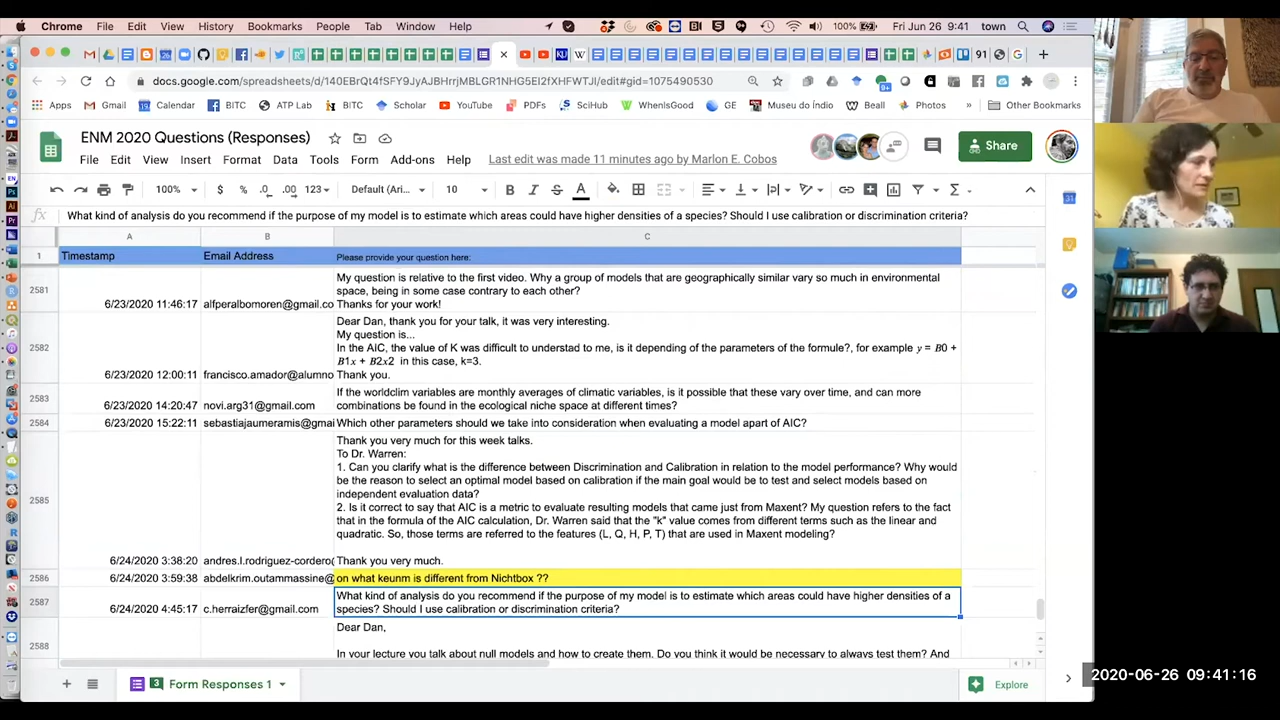 Chrome File Edit View History Bookmarks People Tab Window Help 100% Fri Jun 26 9:41 town
docs.google.com/spreadsheets/d/140EBrQt4fSFY9JyAJBHrrjMBLGR1NHG5EI2fXHFWTJI/edit#gid=1075490530
Apps Gmail Calendar BITC ATP Lab BITC Scholar YouTube PDFs SciHub WhenIsGood GE Museu do Índio Beall Photos » Other Bookmarks
ENM 2020 Questions (Responses)
File Edit View Insert Format Data Tools Form Add-ons Help Last edit was made 11 minutes ago by Marlon E. Cobos
Share
100% $ % .0 .00 123 Default (Ari... 10 B I S A
What kind of analysis do you recommend if the purpose of my model is to estimate which areas could have higher densities of a species? Should I use calibration or discrimination criteria?
A B C
1 Timestamp Email Address Please provide your question here:
My question is relative to the first video. Why a group of models that are geographically similar vary so much in environmental
2581 space, being in some case contrary to each other?
6/23/2020 11:46:17 alfperalbomoren@gmail.co Thanks for your work!
Dear Dan, thank you for your talk, it was very interesting.
My question is...
2582 In the AIC, the value of K was difficult to understad to me, is it depending of the parameters of the formule?, for example y = B0 +
B1x + B2x2 in this case, k=3.
6/23/2020 12:00:11 francisco.amador@alumno Thank you.
2583 If the worldclim variables are monthly averages of climatic variables, is it possible that these vary over time, and can more
6/23/2020 14:20:47 novi.arg31@gmail.com combinations be found in the ecological niche space at different times?
2584 6/23/2020 15:22:11 sebastiajaumeramis@gmai Which other parameters should we take into consideration when evaluating a model apart of AIC?
Thank you very much for this week talks.
To Dr. Warren:
1. Can you clarify what is the difference between Discrimination and Calibration in relation to the model performance? Why would
be the reason to select an optimal model based on calibration if the main goal would be to test and select models based on
2585 independent evaluation data?
2. Is it correct to say that AIC is a metric to evaluate resulting models that came just from Maxent? My question refers to the fact
that in the formula of the AIC calculation, Dr. Warren said that the "k" value comes from different terms such as the linear and
quadratic. So, those terms are referred to the features (L, Q, H, P, T) that are used in Maxent modeling?
6/24/2020 3:38:20 andres.l.rodriguez-cordero( Thank you very much.
2586 6/24/2020 3:59:38 abdelkrim.outammassine@ on what keunm is different from Nichtbox ??
What kind of analysis do you recommend if the purpose of my model is to estimate which areas could have higher densities of a
2587 6/24/2020 4:45:17 c.herraizfer@gmail.com species? Should I use calibration or discrimination criteria?
Dear Dan,
2588 In your lecture you talk about null models and how to create them. Do you think it would be necessary to always test them? And
3 Form Responses 1
Explore
2020-06-26 09:41:16